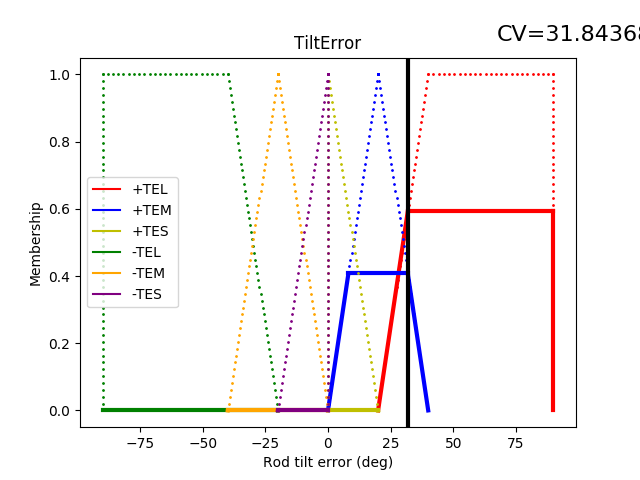 CV=31.8436
TiltError
Membership
1.0
0.8
0.6
0.4
0.2
0.0
+TEL
+TEM
+TES
-TEL
-TEM
-TES
−75
−50
−25
0
25
50
75
Rod tilt error (deg)